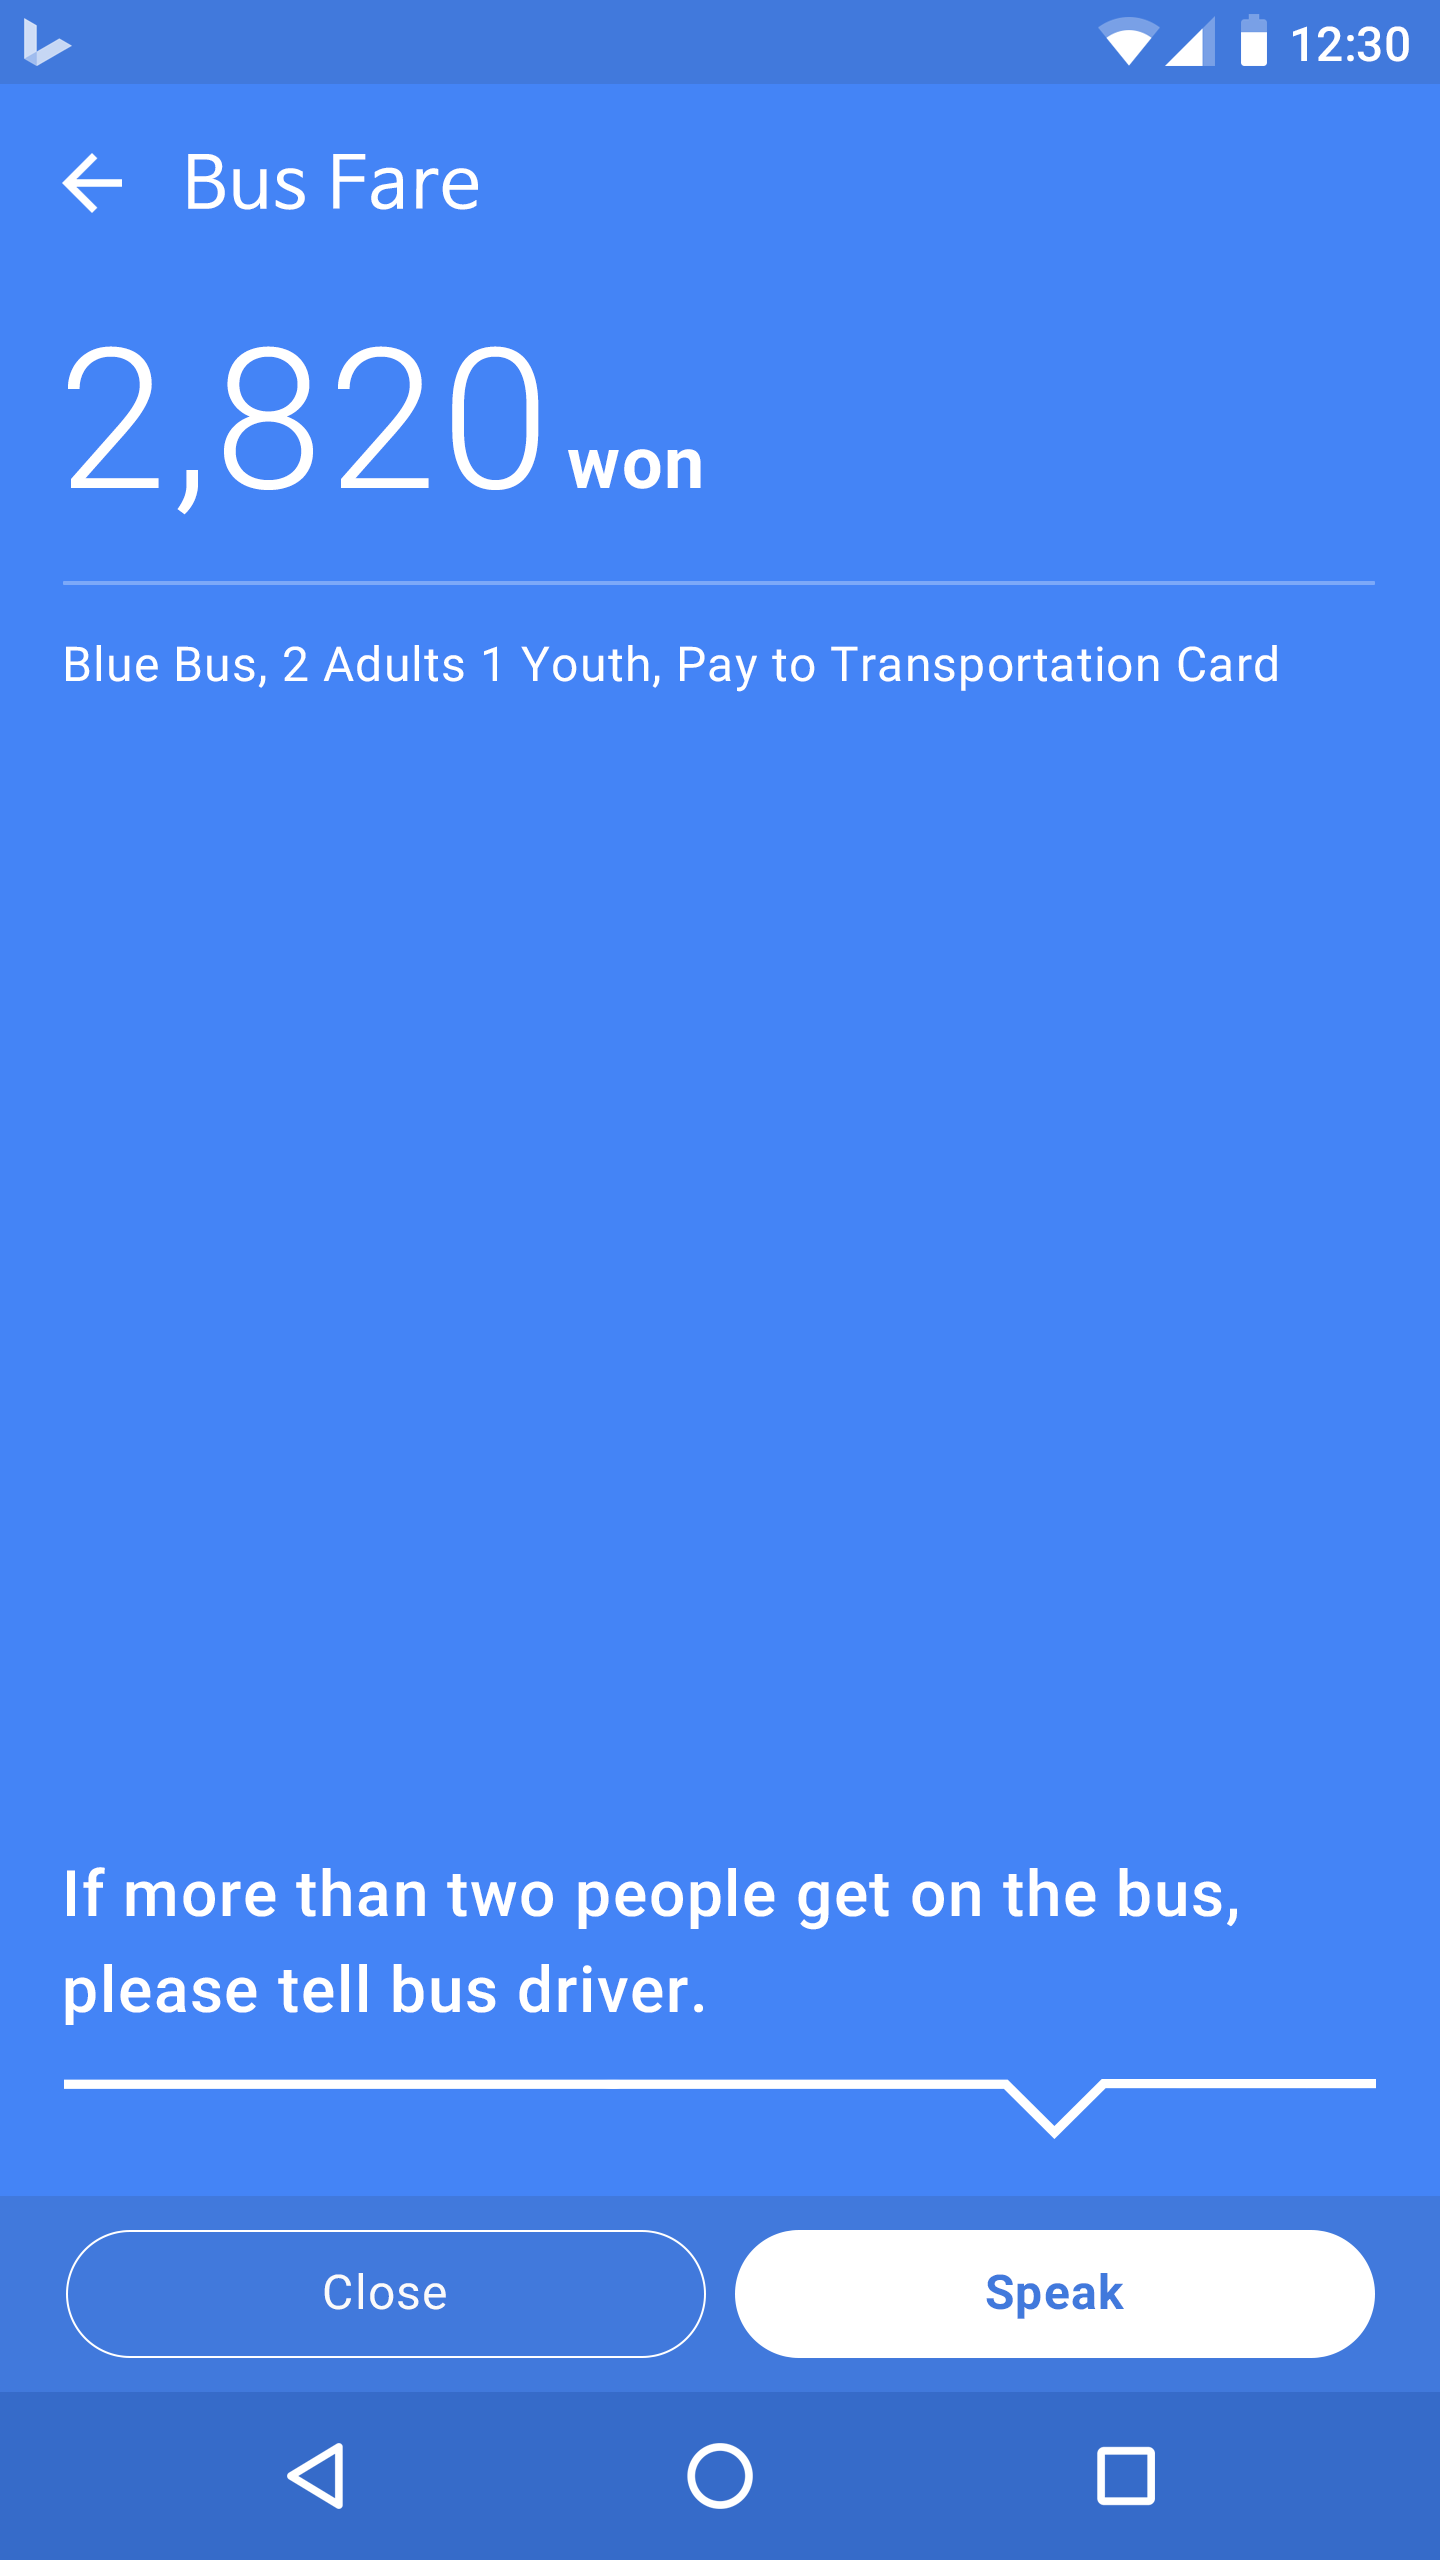 12:30
Bus Fare
2,820 won
Blue Bus, 2 Adults 1 Youth, Pay to Transportation Card
If more than two people get on the bus,
please tell bus driver.
Close
Speak